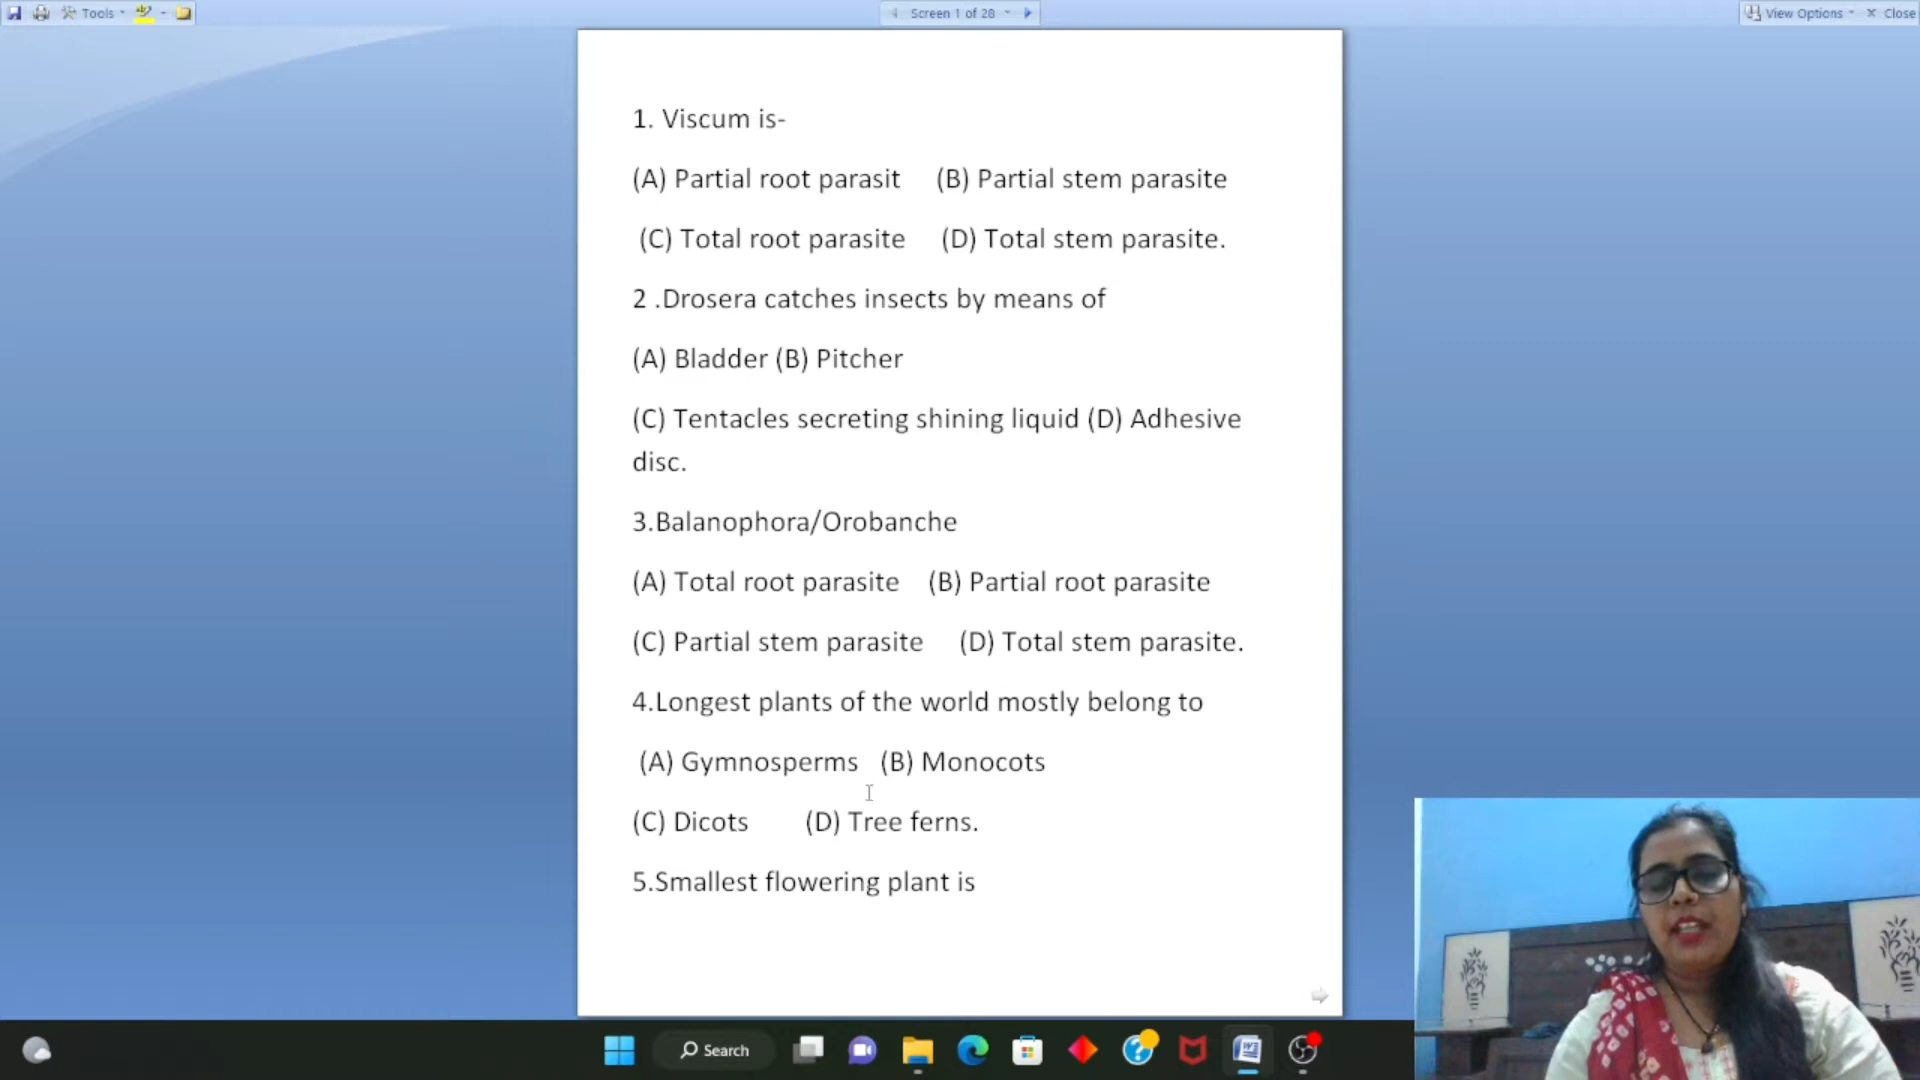 Tools
Screen 1 of 28
View Options
Close
1. Viscum is-
(A) Partial root parasit (B) Partial stem parasite
(C) Total root parasite (D) Total stem parasite.
2 .Drosera catches insects by means of
(A) Bladder (B) Pitcher
(C) Tentacles secreting shining liquid (D) Adhesive
disc.
3.Balanophora/Orobanche
(A) Total root parasite (B) Partial root parasite
(C) Partial stem parasite (D) Total stem parasite.
4.Longest plants of the world mostly belong to
(A) Gymnosperms (B) Monocots
(C) Dicots (D) Tree ferns.
5.Smallest flowering plant is
Search